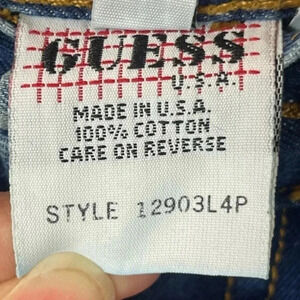 GUESS
U.S.A.
MADE IN U.S.A.
100% COTTON
CARE ON REVERSE
STYLE 12903L4P